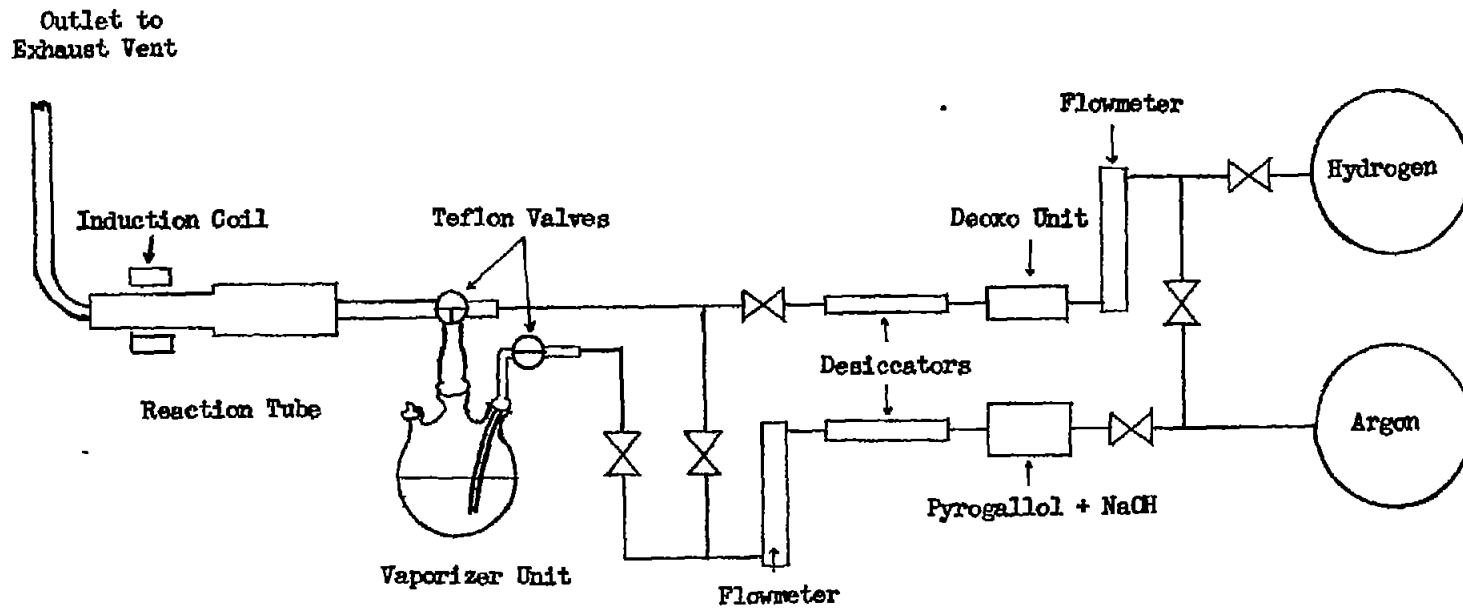 Outlet to
Exhaust Vent
Flowmeter
Hydrogen
Induction Coil
Teflon Valves
Deoxo Unit
Desiccators
Reaction Tube
Argon
Pyrogallol + NaOH
Vaporizer Unit
Flowmeter